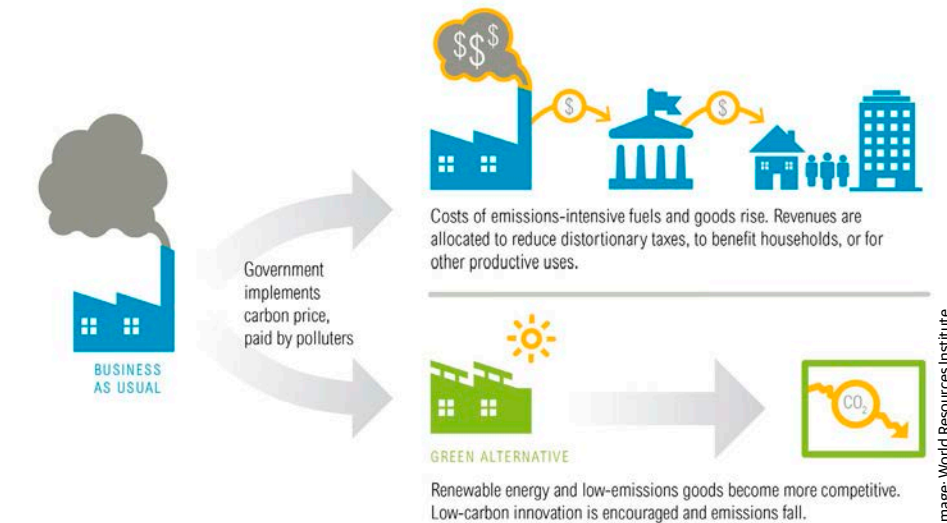 $$$
$
$
Costs of emissions-intensive fuels and goods rise. Revenues are
allocated to reduce distortionary taxes, to benefit households, or for
other productive uses.
Government
implements
carbon price,
paid by polluters
BUSINESS
AS USUAL
CO2
GREEN ALTERNATIVE
Renewable energy and low-emissions goods become more competitive.
Low-carbon innovation is encouraged and emissions fall.
World Resources Institute